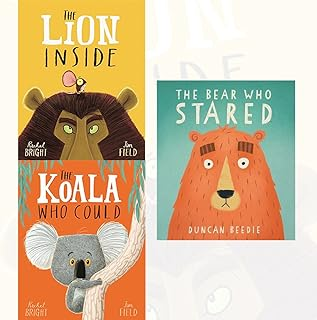 THE
LION
INSIDE
Rachel
BRIGHT
Jim
FIELD
THE
KOALA
WHO COULD
Rachel
BRIGHT
Jim
FIELD
THE BEAR WHO
STARED
DUNCAN BEEDIE